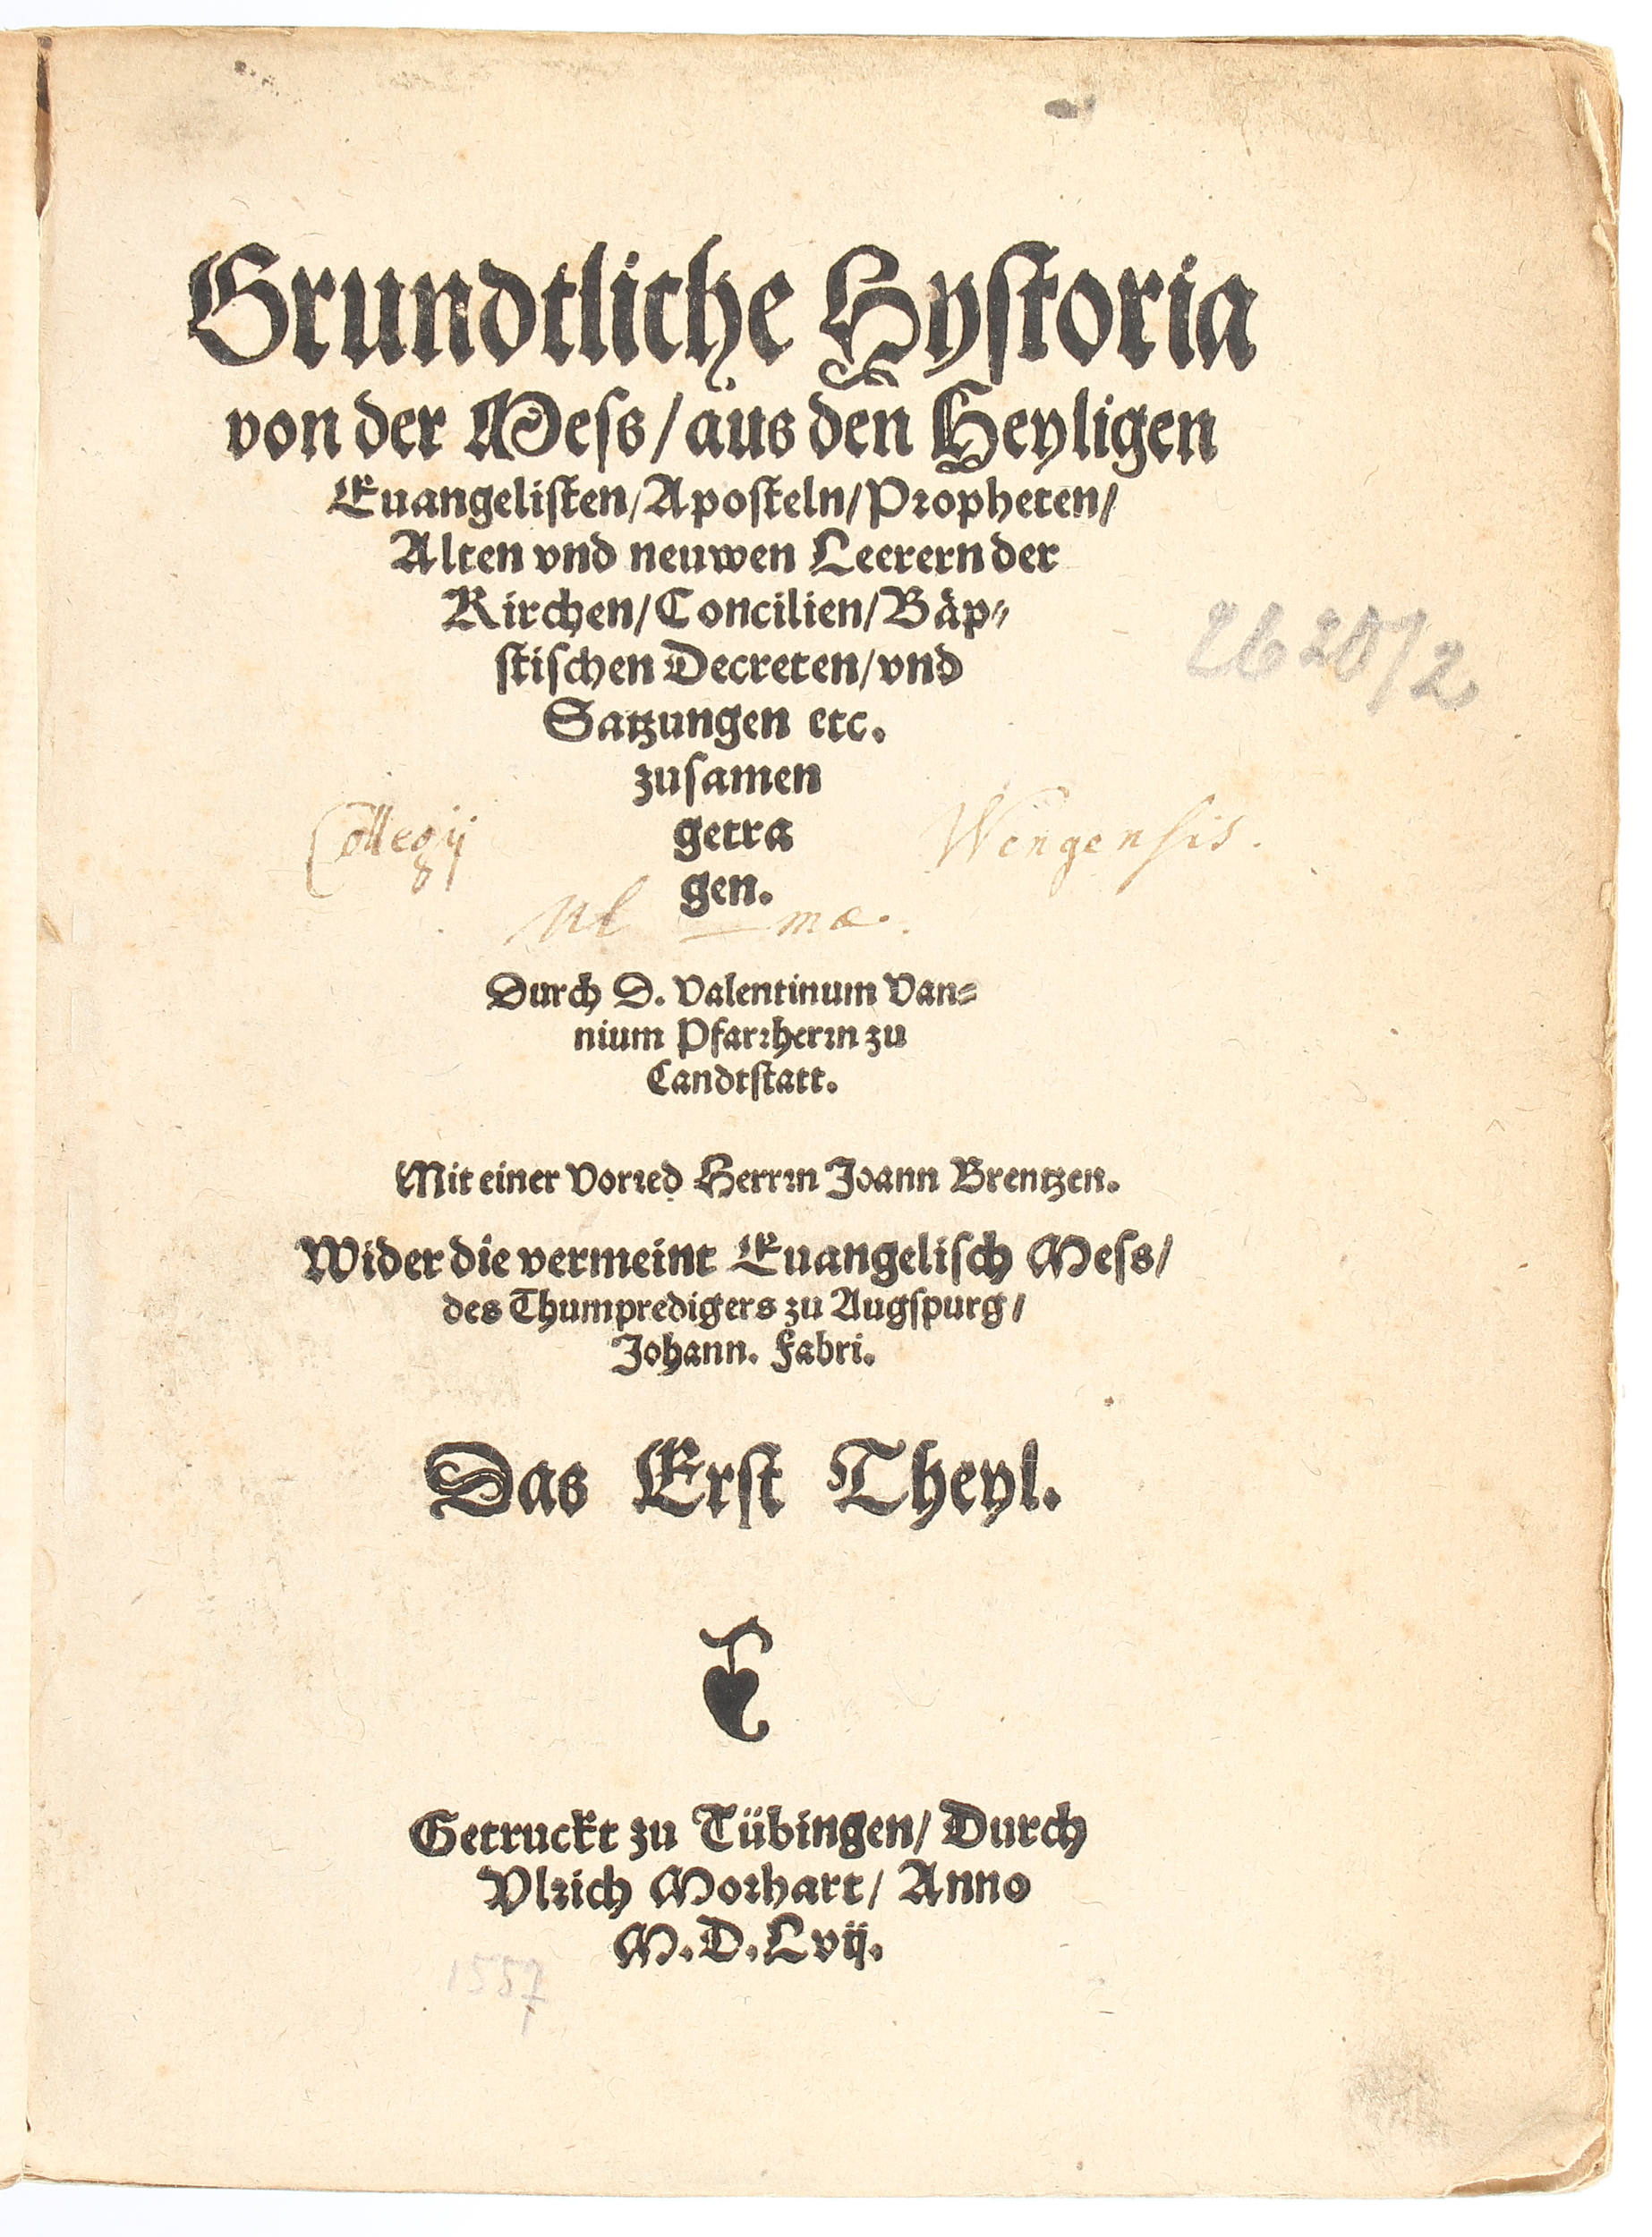 Grundtliche Hystoria
von der Mess / aus den Heyligen
Euangelisten / Aposteln / Propheten /
Alten vnd neuwen Leerern der
Kirchen / Concilien / Bäp⸗
stischen Decreten / vnd
Satzungen etc.
zusamen
getra
gen.
Collegij Wengensis.
Ul — mæ.
Durch D. Valentinum Van⸗
nium Pfarrherrn zu
Candtstatt.
Mit einer Vorred Herrrn Joann Brentzen.
Wider die vermeint Euangelisch Mess /
des Thumpredigers zu Augspurg /
Johann. Fabri.
Das Erst Theyl.
Getruckt zu Tübingen / Durch
Vlrich Morhart / Anno
M. D. Lvij.
1557